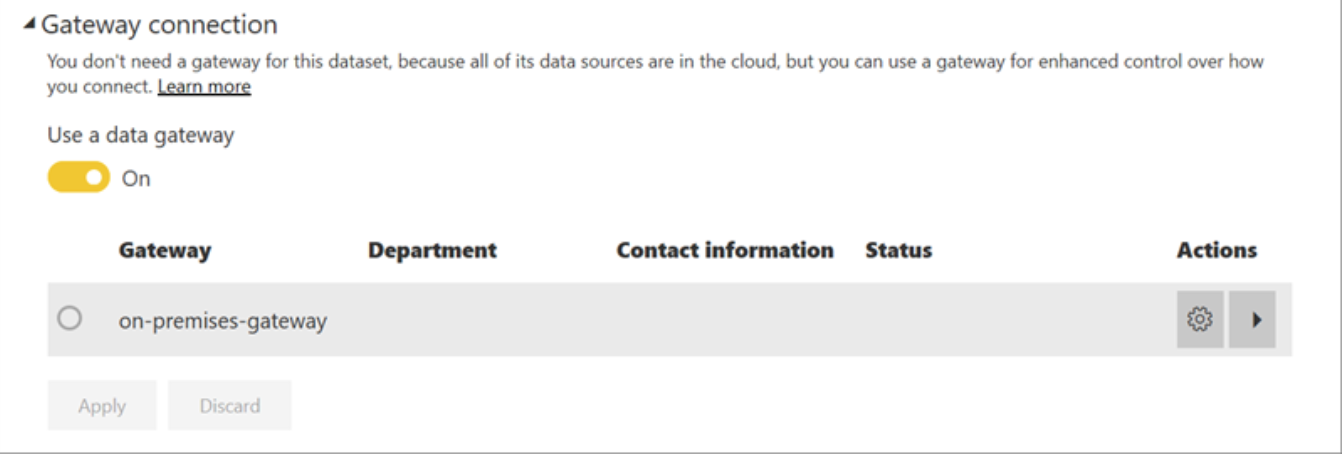 Gateway connection
You don't need a gateway for this dataset, because all of its data sources are in the cloud, but you can use a gateway for enhanced control over how
you connect. Learn more
Use a data gateway
On
Gateway Department Contact information Status Actions
on-premises-gateway
Apply Discard